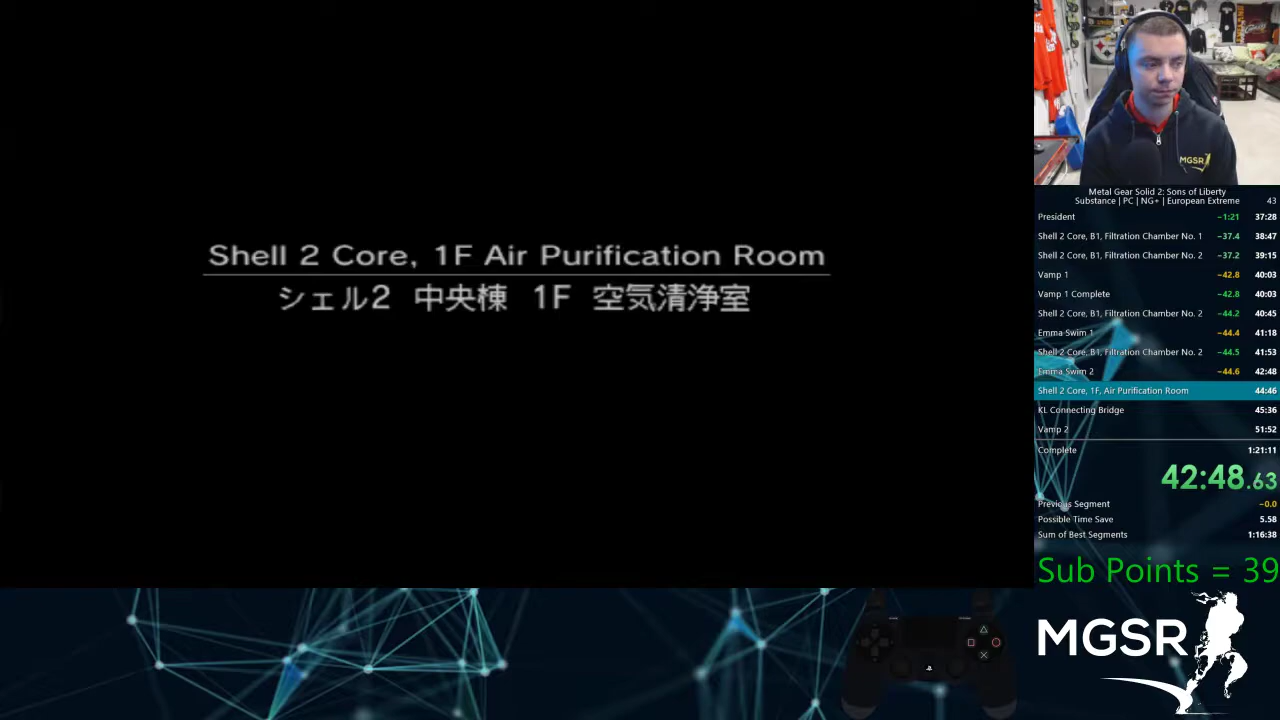 Shell 2 Core, 1F Air Purification Room
シェル2 中央棟 1F 空気清浄室
MGSR
Metal Gear Solid 2: Sons of Liberty
Substance | PC | NG+ | European Extreme 43
President −1:21 37:28
Shell 2 Core, B1, Filtration Chamber No. 1 −37.4 38:47
Shell 2 Core, B1, Filtration Chamber No. 2 −37.2 39:15
Vamp 1 −42.8 40:03
Vamp 1 Complete −42.8 40:03
Shell 2 Core, B1, Filtration Chamber No. 2 −44.2 40:45
Emma Swim 1 −44.4 41:18
Shell 2 Core, B1, Filtration Chamber No. 2 −44.5 41:53
Emma Swim 2 −44.6 42:48
Shell 2 Core, 1F, Air Purification Room 44:46
KL Connecting Bridge 45:36
Vamp 2 51:52
Complete 1:21:11
42:48.63
Previous Segment −0.0
Possible Time Save 5.58
Sum of Best Segments 1:16:38
Sub Points = 39
MGSR